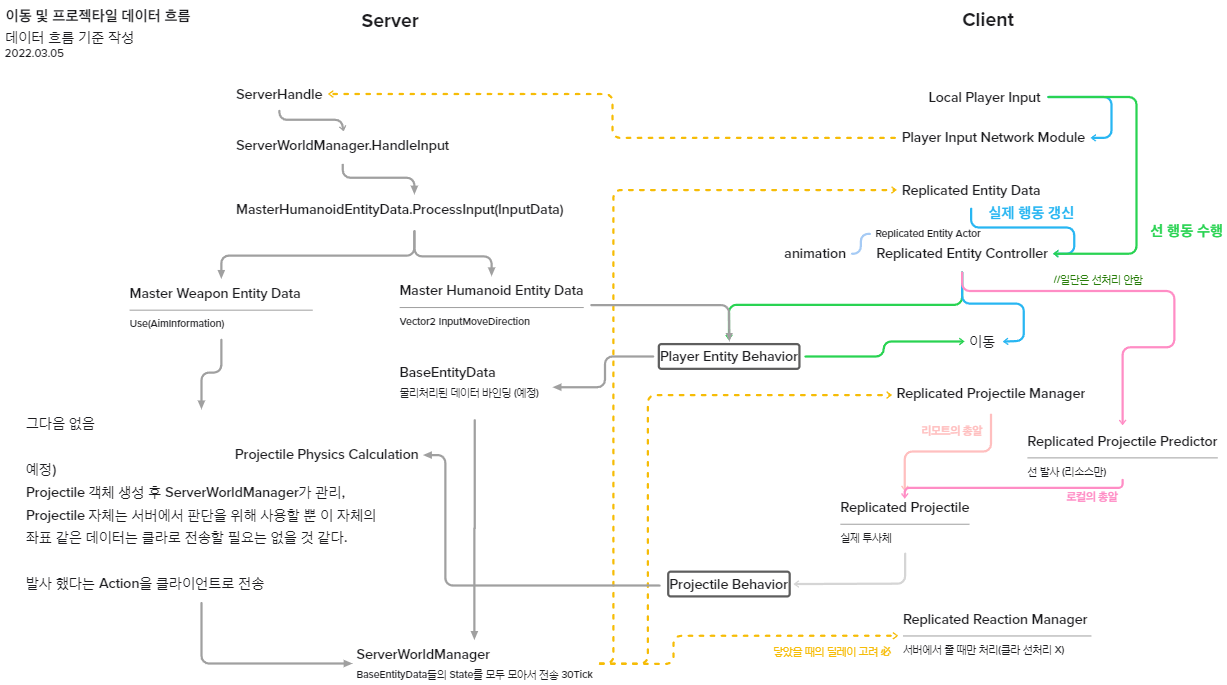 이동 및 프로젝타일 데이터 흐름
데이터 흐름 기준 작성
2022.03.05
Server
Client
ServerHandle
ServerWorldManager.HandleInput
MasterHumanoidEntityData.ProcessInput(InputData)
Master Weapon Entity Data
Use(AimInformation)
Master Humanoid Entity Data
Vector2 InputMoveDirection
BaseEntityData
물리처리된 데이터 바인딩 (예정)
그다음 없음
예정)
Projectile 객체 생성 후 ServerWorldManager가 관리,
Projectile 자체는 서버에서 판단을 위해 사용할 뿐 이 자체의
좌표 같은 데이터는 클라로 전송할 필요는 없을 것 같다.
발사 했다는 Action을 클라이언트로 전송
Projectile Physics Calculation
ServerWorldManager
BaseEntityData들의 State를 모두 모아서 전송 30Tick
Player Entity Behavior
Projectile Behavior
Local Player Input
Player Input Network Module
Replicated Entity Data
실제 행동 갱신
선 행동 수행
Replicated Entity Actor
animation
Replicated Entity Controller
//일단은 선처리 안함
이동
Replicated Projectile Manager
리모트의 총알
Replicated Projectile Predictor
선 발사 (리소스만)
로컬의 총알
Replicated Projectile
실제 투사체
Replicated Reaction Manager
닿았을 때의 딜레이 고려
서버에서 줄 때만 처리(클라 선처리 X)